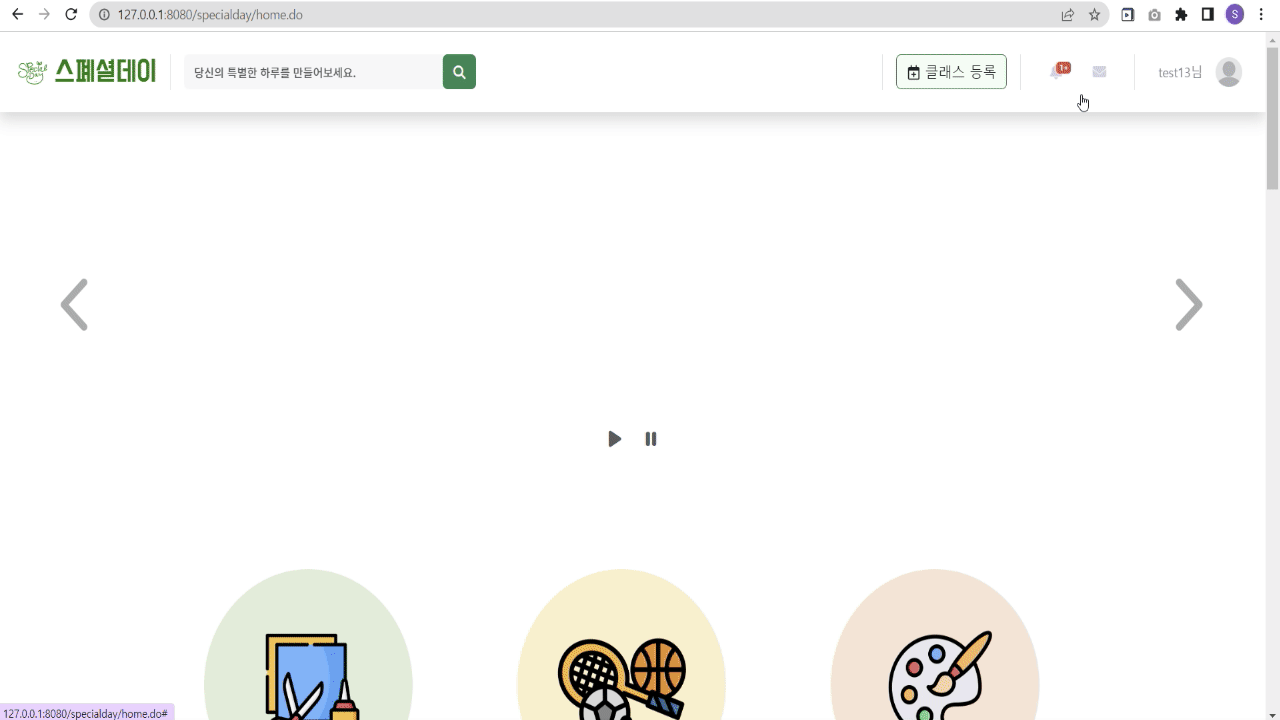 127.0.0.1:8080/specialday/home.do
S
Special Day
스페셜데이
당신의 특별한 하루를 만들어보세요.
클래스 등록
1+
test13님
127.0.0.1:8080/specialday/home.do#